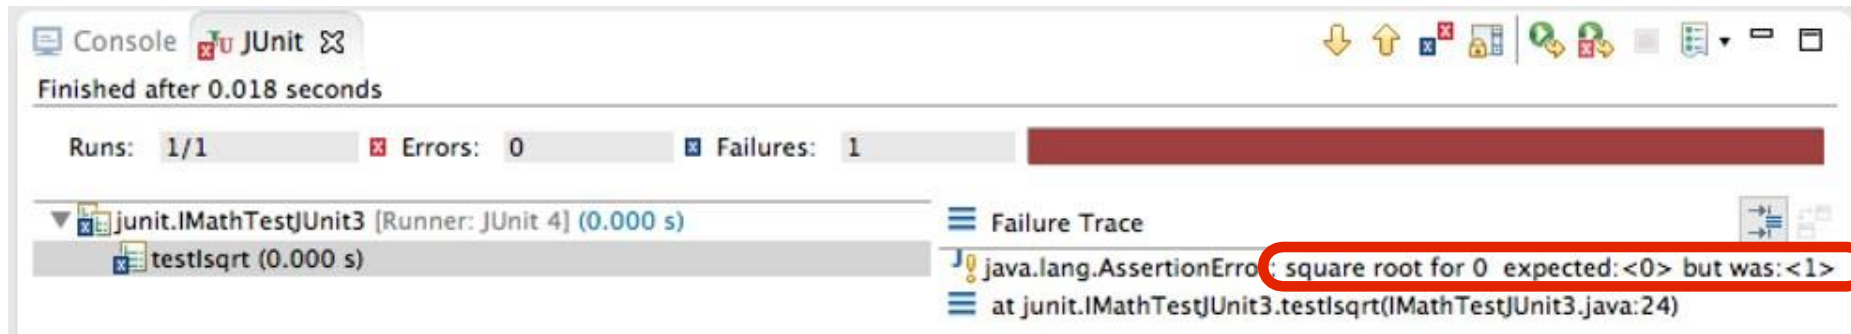 Console JUnit
Finished after 0.018 seconds
Runs: 1/1 Errors: 0 Failures: 1
junit.IMathTestJUnit3 [Runner: JUnit 4] (0.000 s)
testIsqrt (0.000 s)
Failure Trace
java.lang.AssertionError: square root for 0 expected:<0> but was:<1>
at junit.IMathTestJUnit3.testIsqrt(IMathTestJUnit3.java:24)